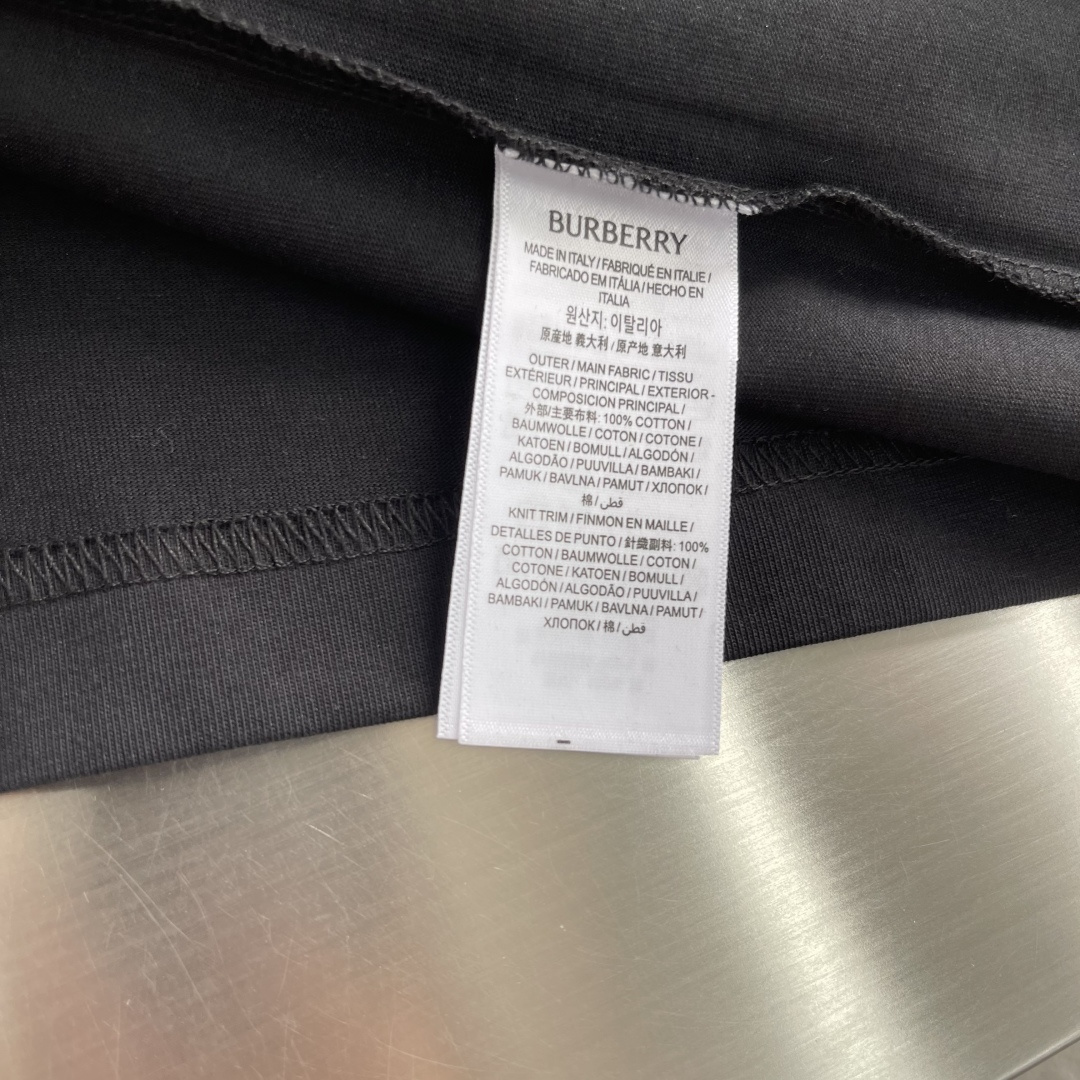 BURBERRY
MADE IN ITALY / FABRIQUÉ EN ITALIE /
FABRICADO EM ITÁLIA / HECHO EN
ITALIA
원산지: 이탈리아
原産地 義大利 / 原产地 意大利
OUTER / MAIN FABRIC / TISSU
EXTÉRIEUR / PRINCIPAL / EXTERIOR -
COMPOSICION PRINCIPAL /
外部/主要布料: 100% COTTON /
BAUMWOLLE / COTON / COTONE /
KATOEN / BOMULL / ALGODÓN /
ALGODÃO / PUUVILLA / BAMBAKI /
PAMUK / BAVLNA / PAMUT / ХЛОПОК /
棉 / قطن
KNIT TRIM / FINMON EN MAILLE /
DETALLES DE PUNTO / 針織副料: 100%
COTTON / BAUMWOLLE / COTON /
COTONE / KATOEN / BOMULL /
ALGODÓN / ALGODÃO / PUUVILLA /
BAMBAKI / PAMUK / BAVLNA / PAMUT /
ХЛОПОК / 棉 / قطن